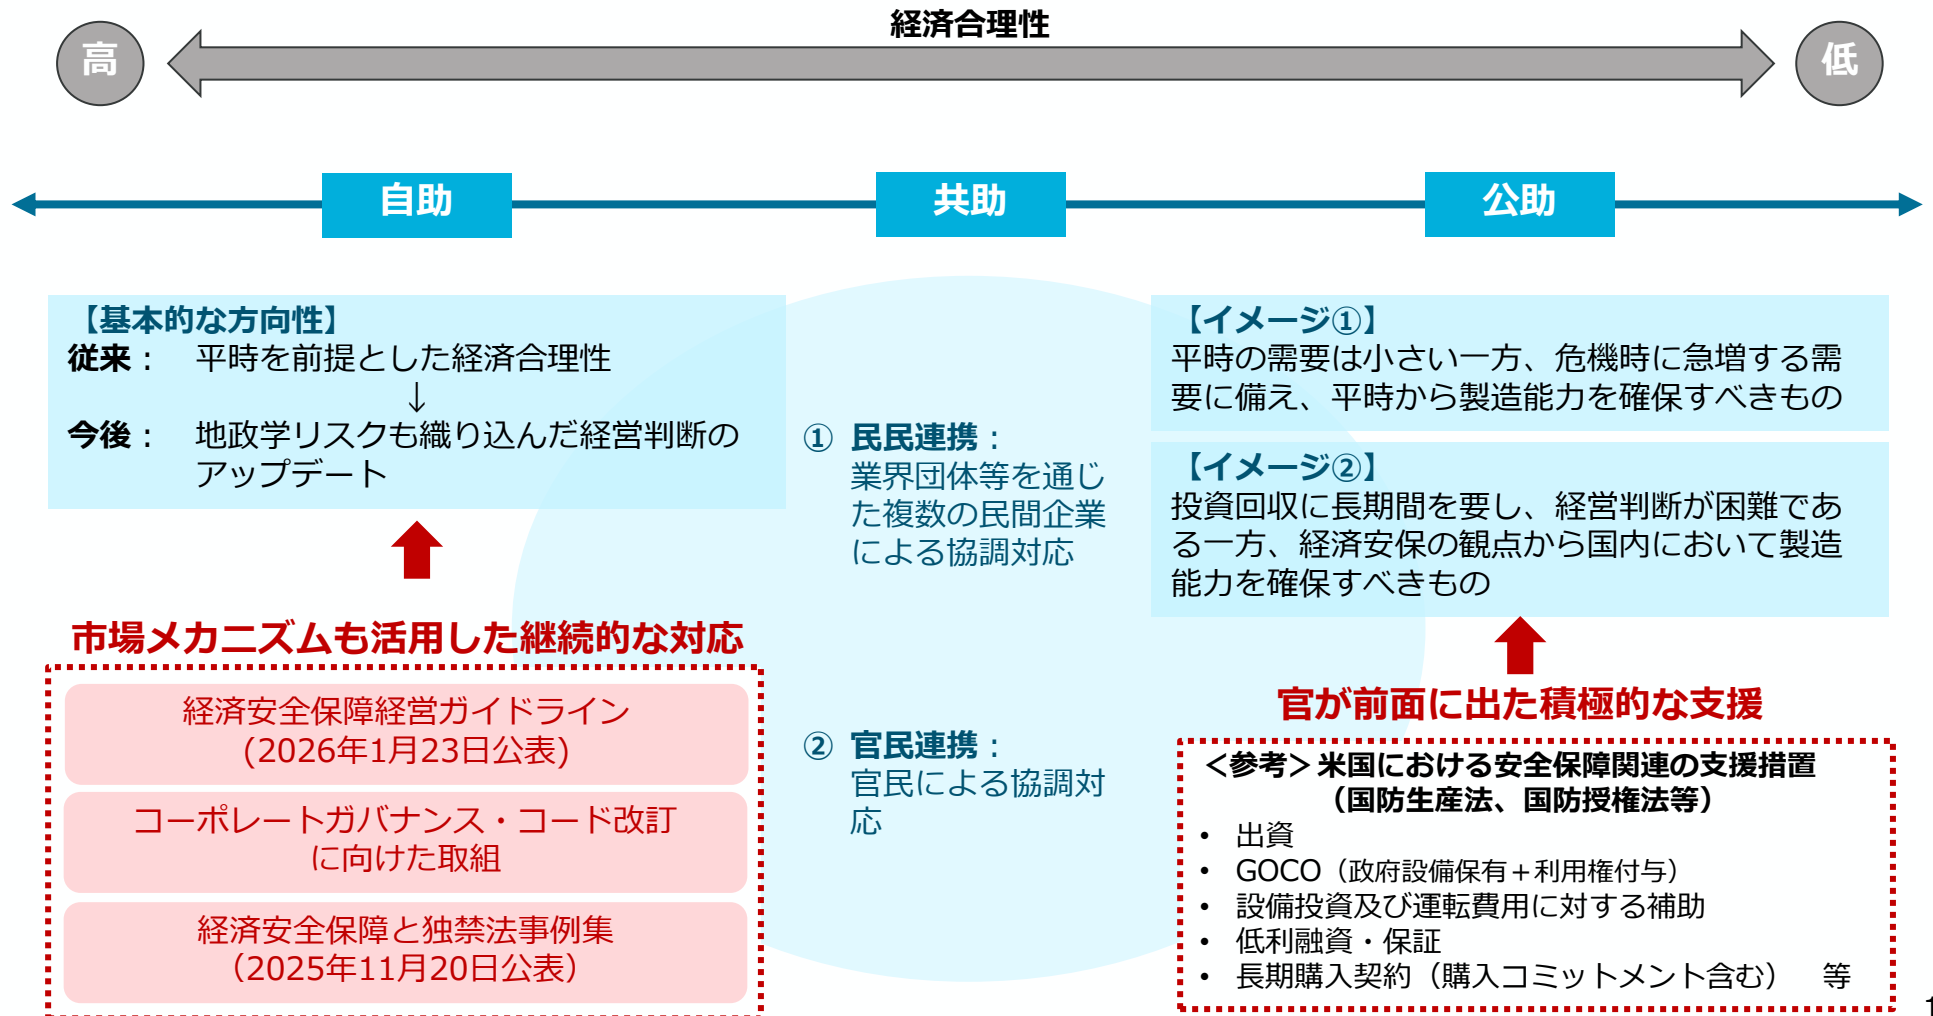 経済合理性
高
低
自助
共助
公助
【基本的な方向性】
従来： 平時を前提とした経済合理性
↓
今後： 地政学リスクも織り込んだ経営判断の
アップデート
市場メカニズムも活用した継続的な対応
経済安全保障経営ガイドライン
(2026年1月23日公表)
コーポレートガバナンス・コード改訂
に向けた取組
経済安全保障と独禁法事例集
（2025年11月20日公表）
① 民民連携：
業界団体等を通じ
た複数の民間企業
による協調対応
② 官民連携：
官民による協調対
応
【イメージ①】
平時の需要は小さい一方、危機時に急増する需
要に備え、平時から製造能力を確保すべきもの
【イメージ②】
投資回収に長期間を要し、経営判断が困難であ
る一方、経済安保の観点から国内において製造
能力を確保すべきもの
官が前面に出た積極的な支援
＜参考＞米国における安全保障関連の支援措置
（国防生産法、国防授権法等）
• 出資
• GOCO（政府設備保有＋利用権付与）
• 設備投資及び運転費用に対する補助
• 低利融資・保証
• 長期購入契約（購入コミットメント含む） 等